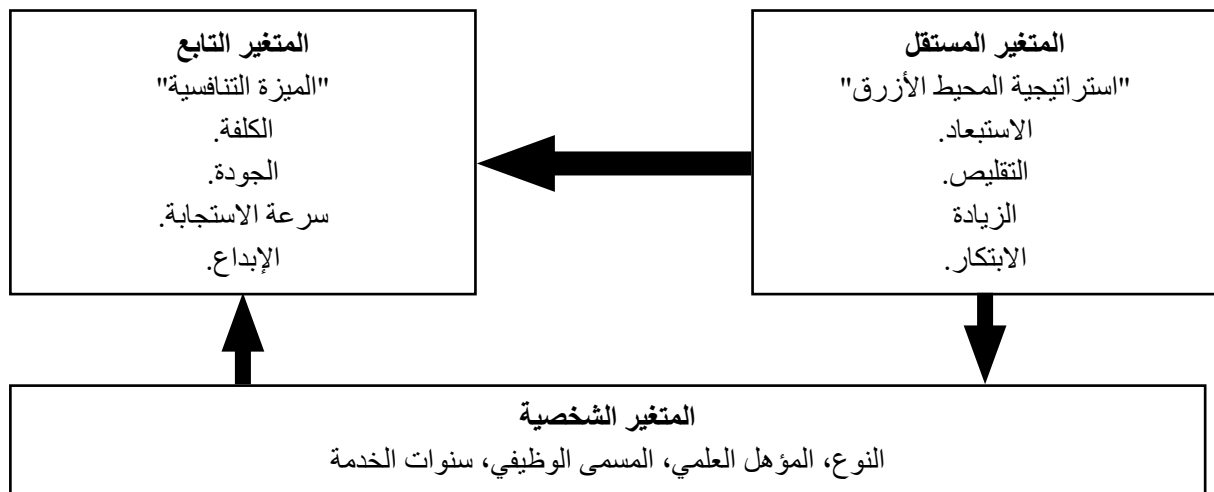 المتغير المستقل
"استراتيجية المحيط الأزرق"
الاستبعاد.
التقليص.
الزيادة
الابتكار.
المتغير التابع
"الميزة التنافسية"
الكلفة.
الجودة.
سرعة الاستجابة.
الإبداع.
المتغير الشخصية
النوع، المؤهل العلمي، المسمى الوظيفي، سنوات الخدمة